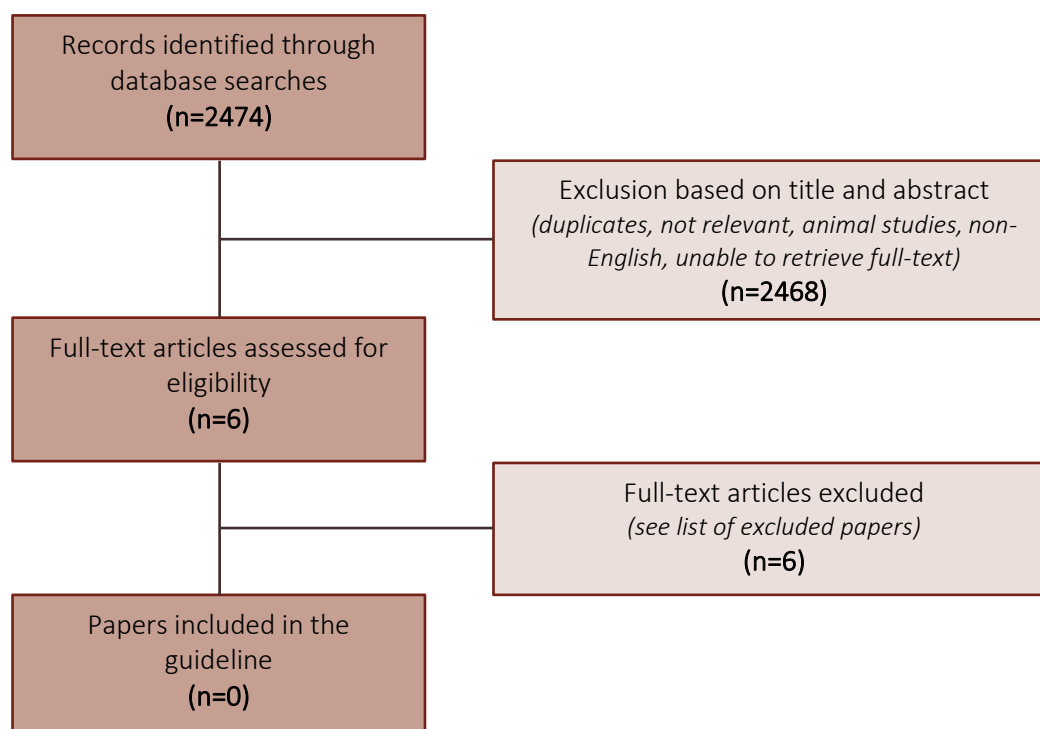 Records identified through
database searches
(n=2474)
Exclusion based on title and abstract
(duplicates, not relevant, animal studies, non-
English, unable to retrieve full-text)
(n=2468)
Full-text articles assessed for
eligibility
(n=6)
Full-text articles excluded
(see list of excluded papers)
(n=6)
Papers included in the
guideline
(n=0)